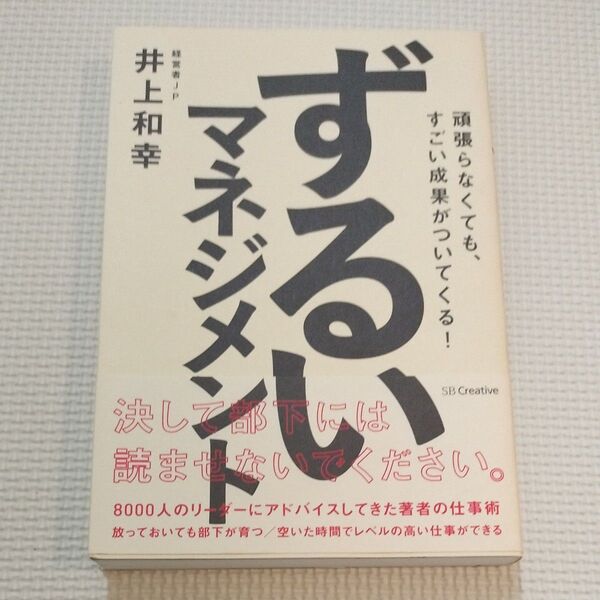 頑張らなくても、
すごい成果がついてくる！
ずるい
マネジメント
経営者JP
井上和幸
SB Creative
決して部下には
読ませないでください。
8000人のリーダーにアドバイスしてきた著者の仕事術
放っておいても部下が育つ／空いた時間でレベルの高い仕事ができる